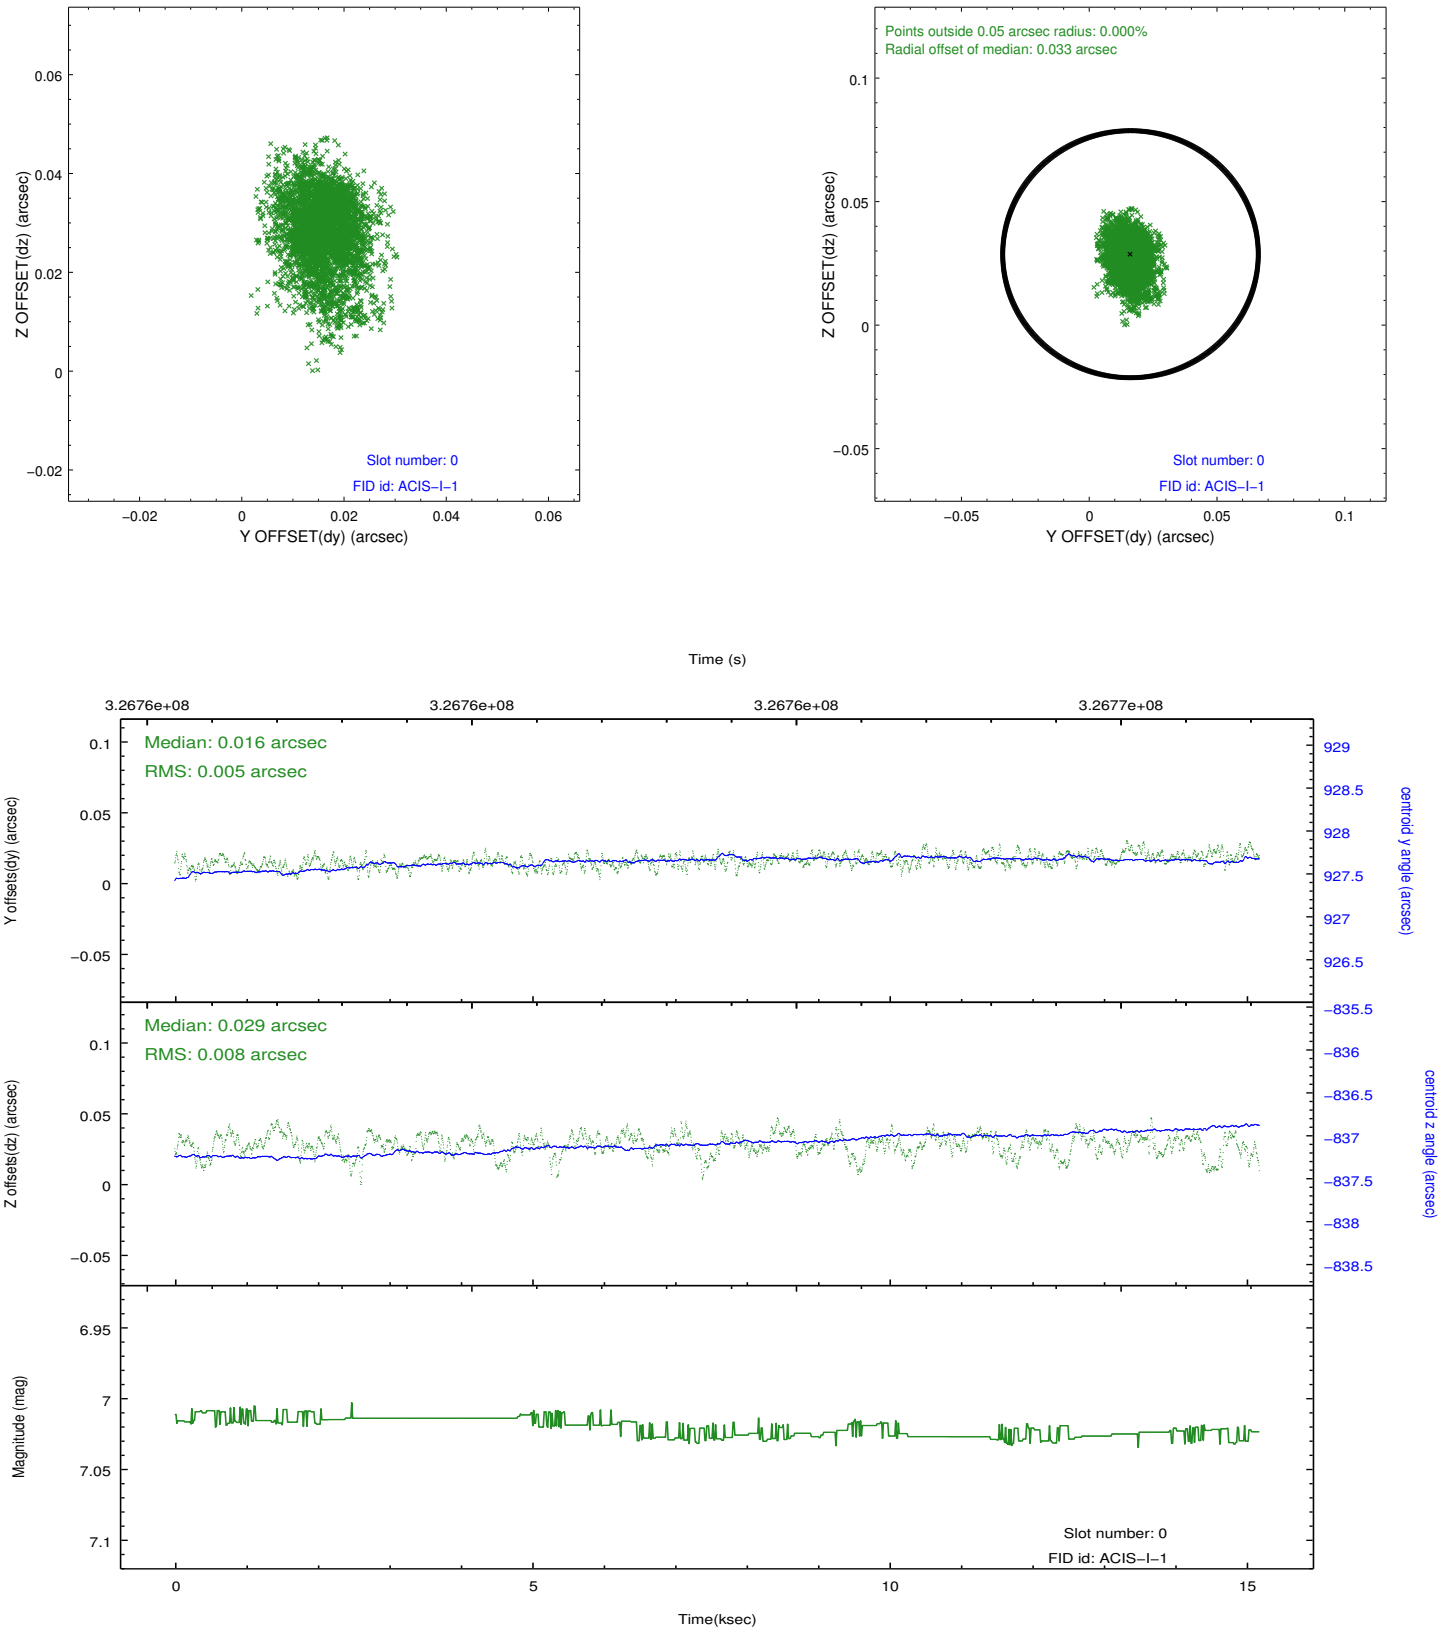 0.06
0.04
0.02
0
−0.02
Z OFFSET(dz) (arcsec)
Slot number: 0
FID id: ACIS−I−1
−0.02 0 0.02 0.04 0.06
Y OFFSET(dy) (arcsec)
Points outside 0.05 arcsec radius: 0.000%
Radial offset of median: 0.033 arcsec
0.1
0.05
0
−0.05
Z OFFSET(dz) (arcsec)
Slot number: 0
FID id: ACIS−I−1
−0.05 0 0.05 0.1
Y OFFSET(dy) (arcsec)
Time (s)
3.2676e+08 3.2676e+08 3.2676e+08 3.2677e+08
Median: 0.016 arcsec
RMS: 0.005 arcsec
0.1
0.05
0
−0.05
Y offsets(dy) (arcsec)
929
928.5
928
927.5
927
926.5
centroid y angle (arcsec)
Median: 0.029 arcsec
RMS: 0.008 arcsec
0.1
0.05
0
−0.05
Z offsets(dz) (arcsec)
−835.5
−836
−836.5
−837
−837.5
−838
−838.5
centroid z angle (arcsec)
6.95
7
7.05
7.1
Magnitude (mag)
Slot number: 0
FID id: ACIS−I−1
0 5 10 15
Time(ksec)